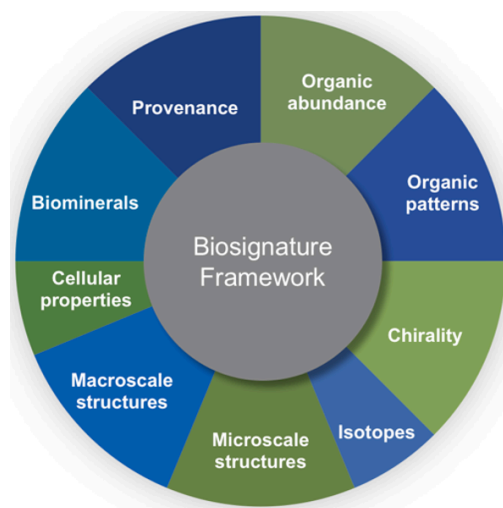 Biosignature
Framework
Organic
abundance
Organic
patterns
Chirality
Isotopes
Microscale
structures
Macroscale
structures
Cellular
properties
Biominerals
Provenance